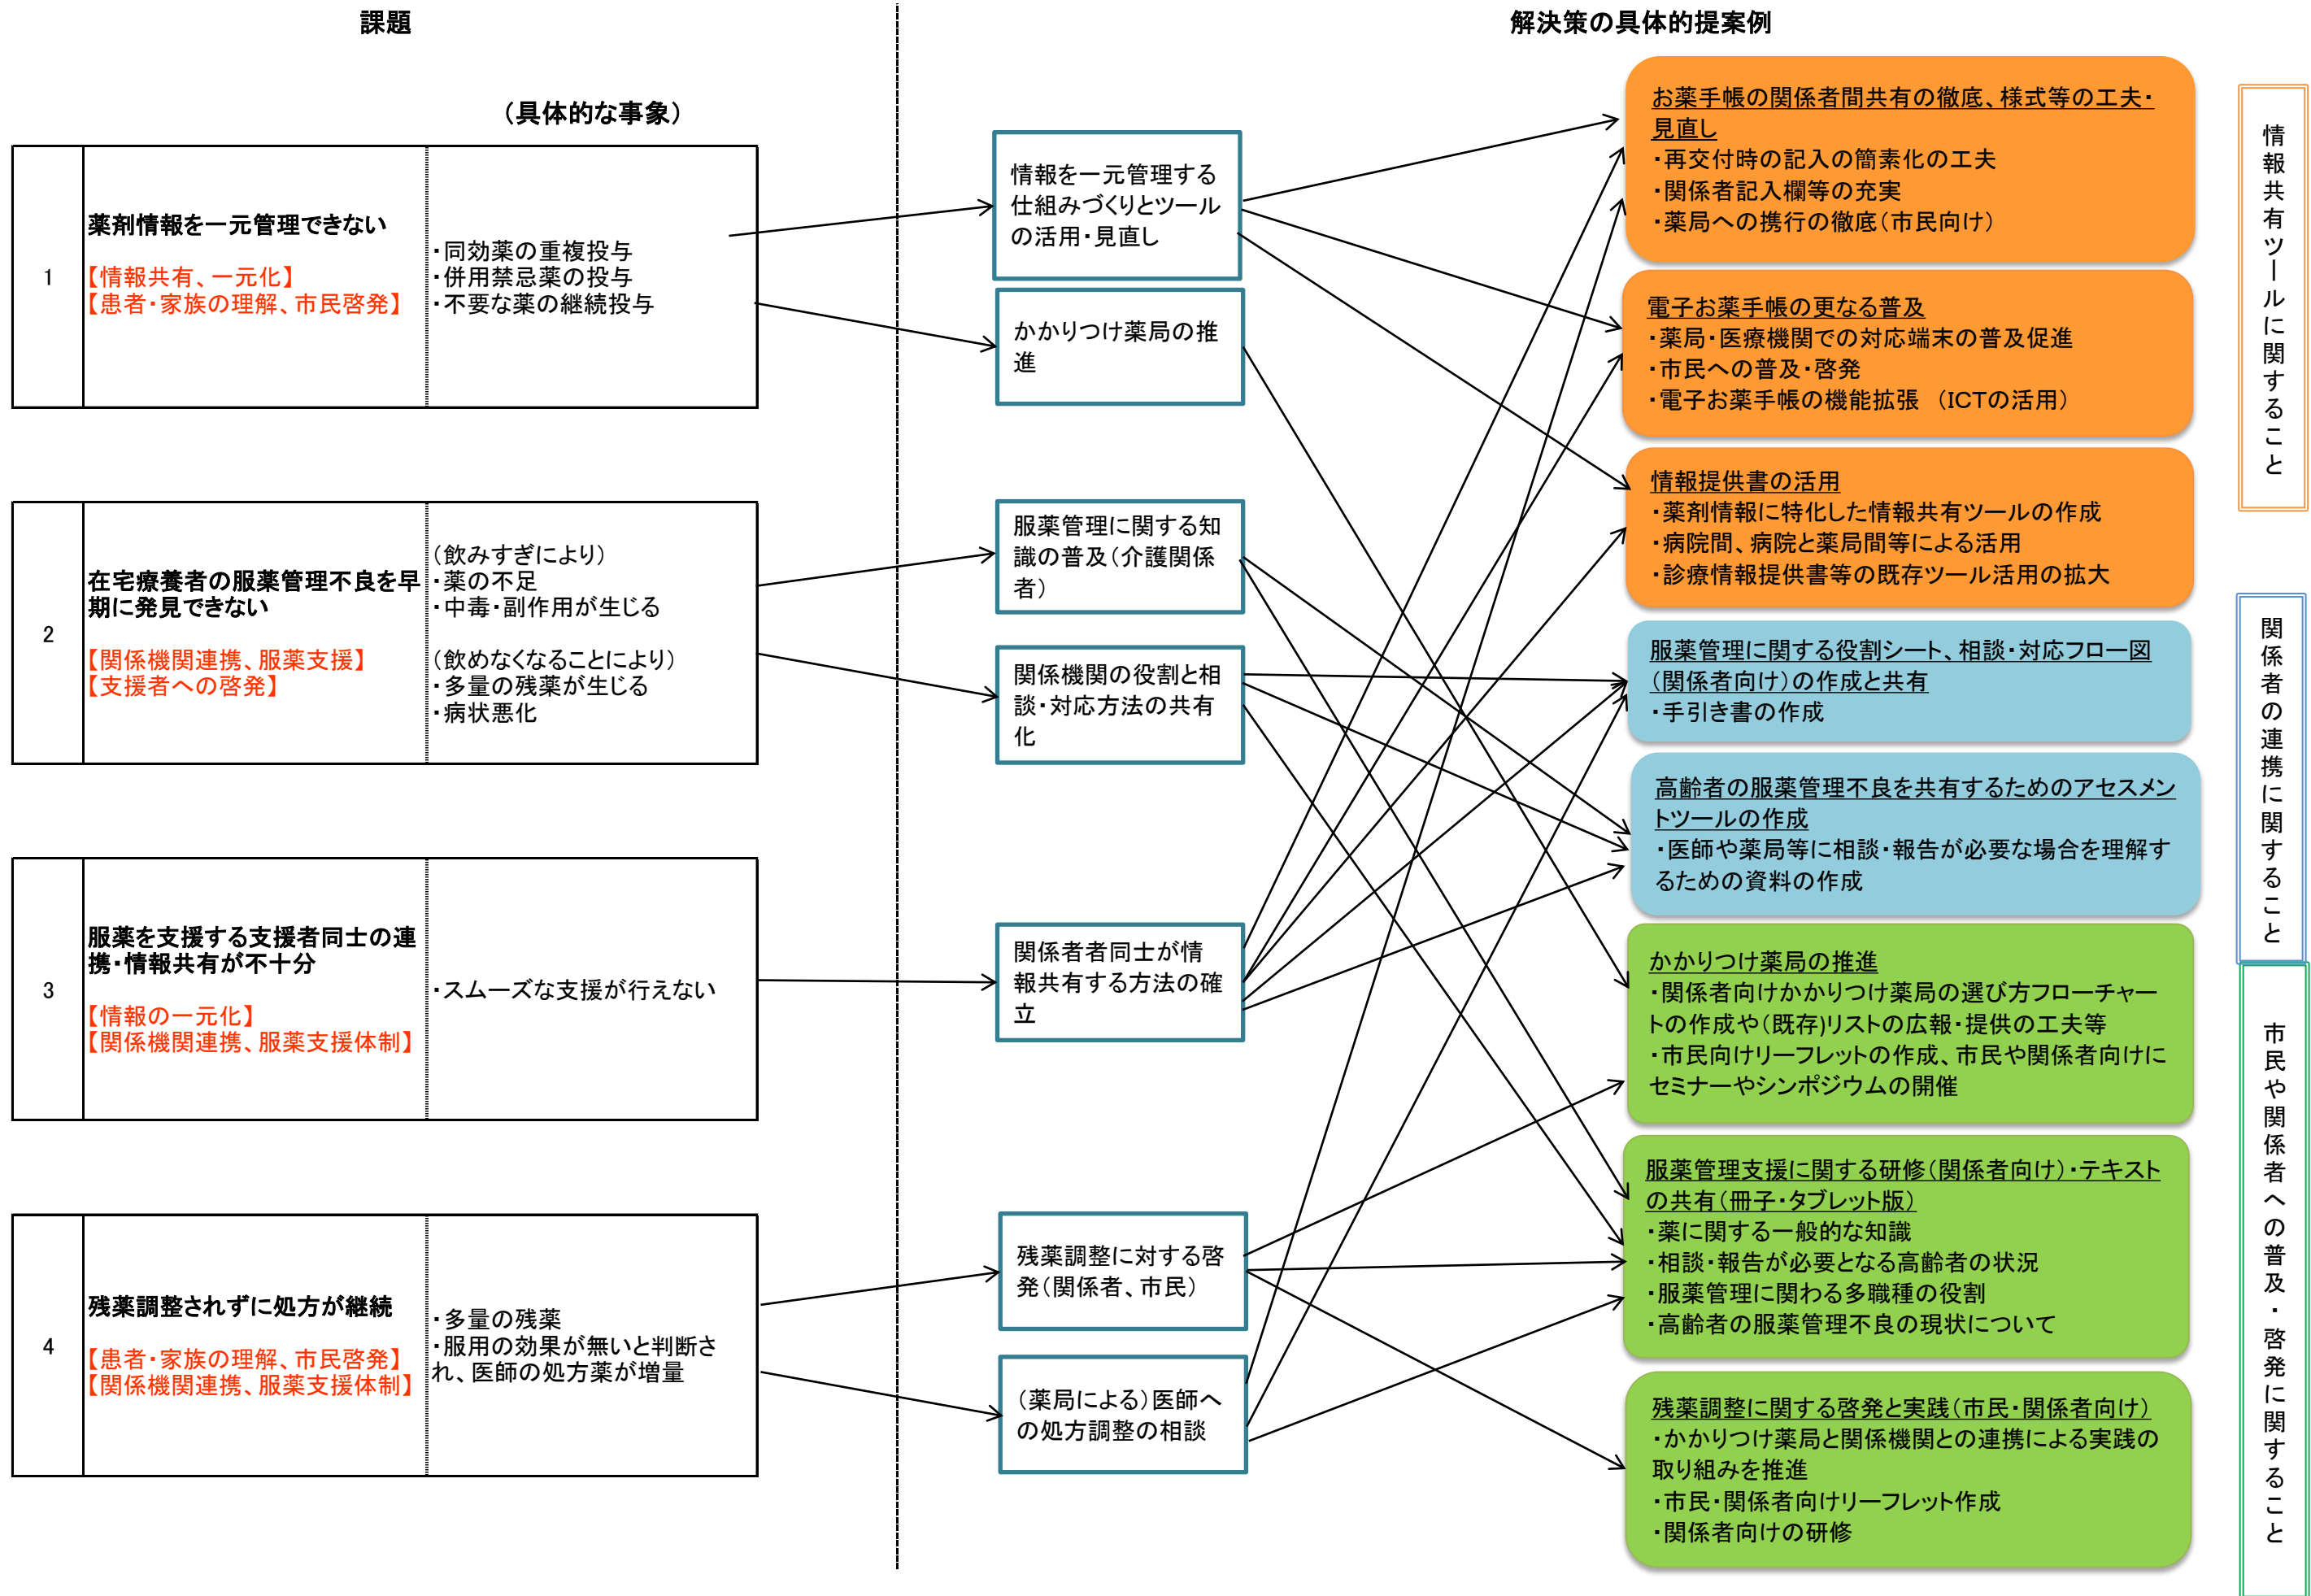 課題
解決策の具体的提案例
（具体的な事象）
1
薬剤情報を一元管理できない
【情報共有、一元化】
【患者・家族の理解、市民啓発】
・同効薬の重複投与
・併用禁忌薬の投与
・不要な薬の継続投与
2
在宅療養者の服薬管理不良を早
期に発見できない
【関係機関連携、服薬支援】
【支援者への啓発】
（飲みすぎにより）
・薬の不足
・中毒・副作用が生じる
（飲めなくなることにより）
・多量の残薬が生じる
・病状悪化
3
服薬を支援する支援者同士の連
携・情報共有が不十分
【情報の一元化】
【関係機関連携、服薬支援体制】
・スムーズな支援が行えない
4
残薬調整されずに処方が継続
【患者・家族の理解、市民啓発】
【関係機関連携、服薬支援体制】
・多量の残薬
・服用の効果が無いと判断さ
れ、医師の処方薬が増量
情報を一元管理する
仕組みづくりとツール
の活用・見直し
かかりつけ薬局の推
進
服薬管理に関する知
識の普及（介護関係
者）
関係機関の役割と相
談・対応方法の共有
化
関係者者同士が情
報共有する方法の確
立
残薬調整に対する啓
発（関係者、市民）
（薬局による）医師へ
の処方調整の相談
お薬手帳の関係者間共有の徹底、様式等の工夫・
見直し
・再交付時の記入の簡素化の工夫
・関係者記入欄等の充実
・薬局への携行の徹底（市民向け）
電子お薬手帳の更なる普及
・薬局・医療機関での対応端末の普及促進
・市民への普及・啓発
・電子お薬手帳の機能拡張　（ICTの活用）
情報提供書の活用
・薬剤情報に特化した情報共有ツールの作成
・病院間、病院と薬局間等による活用
・診療情報提供書等の既存ツール活用の拡大
服薬管理に関する役割シート、相談・対応フロー図
（関係者向け）の作成と共有
・手引き書の作成
高齢者の服薬管理不良を共有するためのアセスメン
トツールの作成
・医師や薬局等に相談・報告が必要な場合を理解す
るための資料の作成
かかりつけ薬局の推進
・関係者向けかかりつけ薬局の選び方フローチャー
トの作成や（既存)リストの広報・提供の工夫等
・市民向けリーフレットの作成、市民や関係者向けに
セミナーやシンポジウムの開催
服薬管理支援に関する研修（関係者向け）・テキスト
の共有（冊子・タブレット版）
・薬に関する一般的な知識
・相談・報告が必要となる高齢者の状況
・服薬管理に関わる多職種の役割
・高齢者の服薬管理不良の現状について
残薬調整に関する啓発と実践（市民・関係者向け）
・かかりつけ薬局と関係機関との連携による実践の
取り組みを推進
・市民・関係者向けリーフレット作成
・関係者向けの研修
情報共有ツールに関すること
関係者の連携に関すること
市民や関係者への普及・啓発に関すること